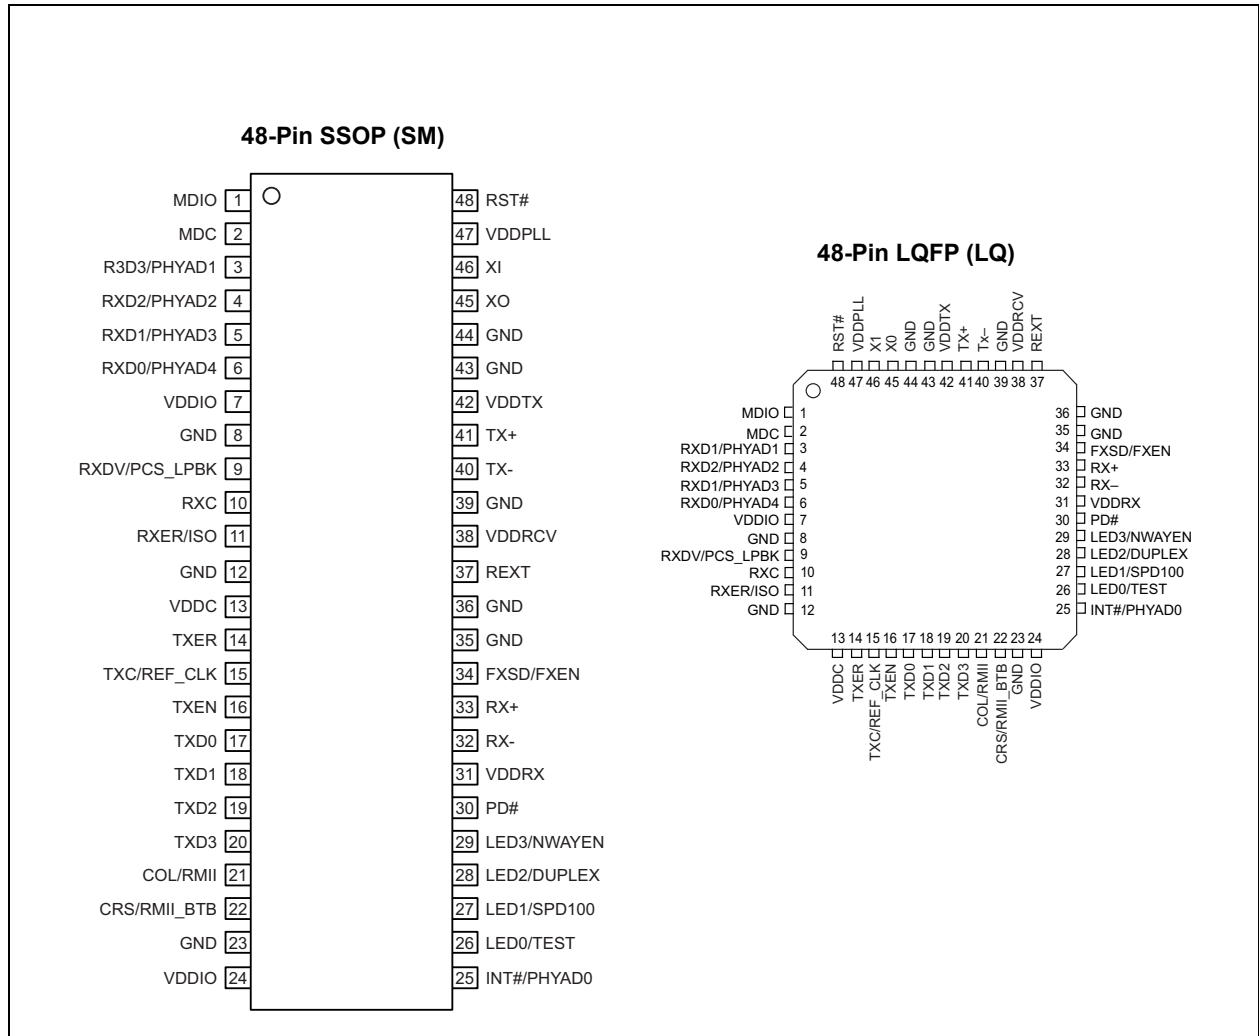 48-Pin SSOP (SM)
MDIO 1
MDC 2
R3D3/PHYAD1 3
RXD2/PHYAD2 4
RXD1/PHYAD3 5
RXD0/PHYAD4 6
VDDIO 7
GND 8
RXDV/PCS_LPBK 9
RXC 10
RXER/ISO 11
GND 12
VDDC 13
TXER 14
TXC/REF_CLK 15
TXEN 16
TXD0 17
TXD1 18
TXD2 19
TXD3 20
COL/RMII 21
CRS/RMII_BTB 22
GND 23
VDDIO 24
48 RST#
47 VDDPLL
46 XI
45 XO
44 GND
43 GND
42 VDDTX
41 TX+
40 TX-
39 GND
38 VDDRCV
37 REXT
36 GND
35 GND
34 FXSD/FXEN
33 RX+
32 RX-
31 VDDRX
30 PD#
29 LED3/NWAYEN
28 LED2/DUPLEX
27 LED1/SPD100
26 LED0/TEST
25 INT#/PHYAD0
48-Pin LQFP (LQ)
RST# 48
VDDPLL 47
X1 46
X0 45
GND 44
GND 43
VDDTX 42
TX+ 41
Tx– 40
GND 39
VDDRCV 38
REXT 37
MDIO 1
MDC 2
RXD1/PHYAD1 3
RXD2/PHYAD2 4
RXD1/PHYAD3 5
RXD0/PHYAD4 6
VDDIO 7
GND 8
RXDV/PCS_LPBK 9
RXC 10
RXER/ISO 11
GND 12
36 GND
35 GND
34 FXSD/FXEN
33 RX+
32 RX–
31 VDDRX
30 PD#
29 LED3/NWAYEN
28 LED2/DUPLEX
27 LED1/SPD100
26 LED0/TEST
25 INT#/PHYAD0
13 VDDC
14 TXER
15 TXC/REF_CLK
16 TXEN
17 TXD0
18 TXD1
19 TXD2
20 TXD3
21 COL/RMII
22 CRS/RMII_BTB
23 GND
24 VDDIO